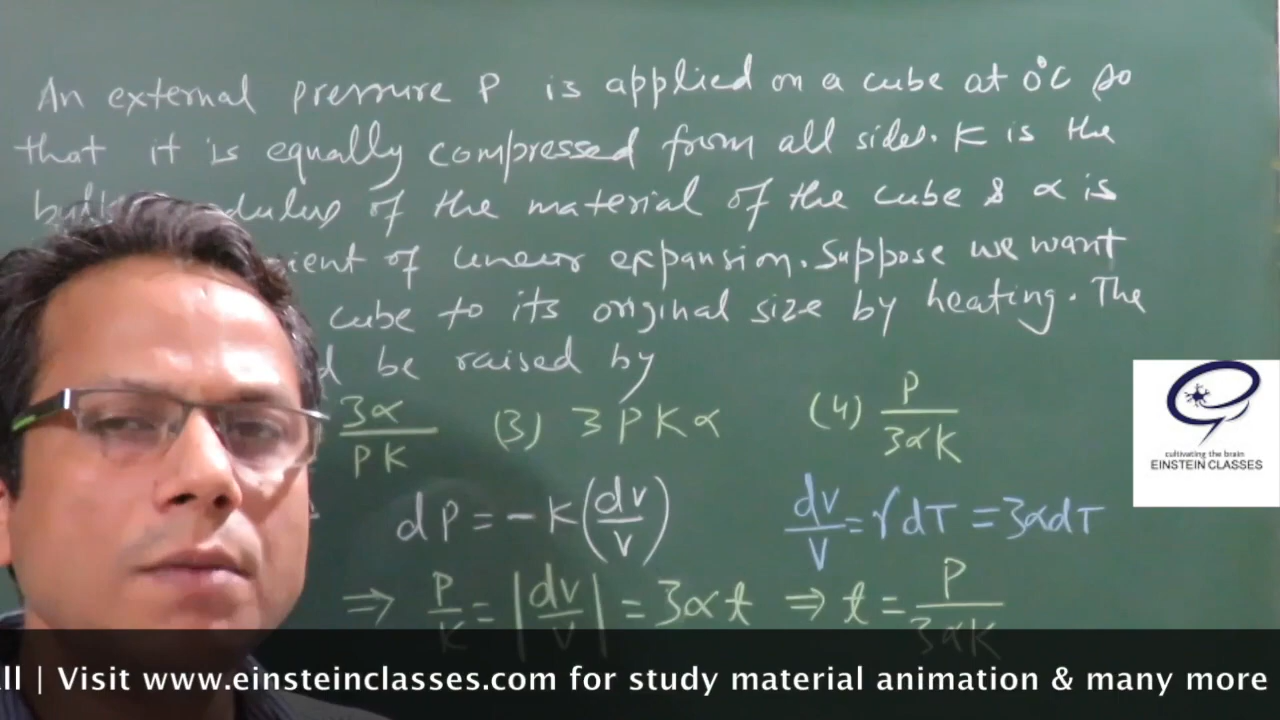 An external pressure P is applied on a cube at 0°C so
that it is equally compressed from all sides. K is the
bulk modulus of the material of the cube & α is
of linear expansion. Suppose we want
cube to its original size by heating. The
be raised by
3α/PK (3) 3PKα (4) P/3αK
dP = -K(dv/v) dv/v = γdT = 3αdT
⇒ P/K = |dv/v| = 3αt ⇒ t = P/3αK
cultivating the brain
EINSTEIN CLASSES
| Visit www.einsteinclasses.com for study material animation & many more